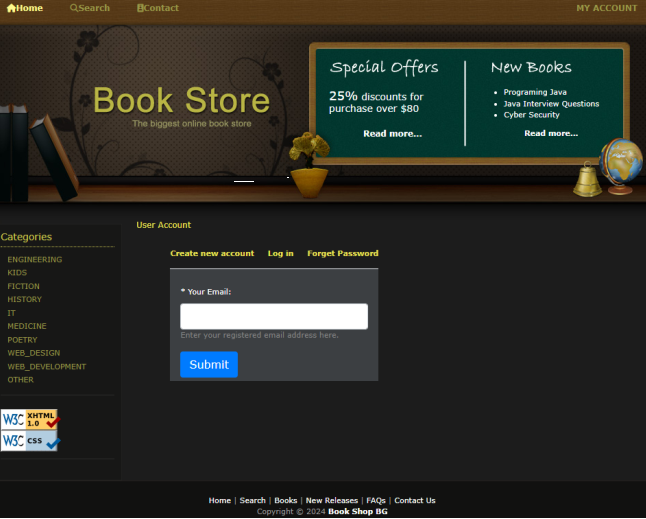 Home Search Contact MY ACCOUNT
Book Store
The biggest online book store
Special Offers
25% discounts for
purchase over $80
Read more...
New Books
Programing Java
Java Interview Questions
Cyber Security
Read more...
Categories
ENGINEERING
KIDS
FICTION
HISTORY
IT
MEDICINE
POETRY
WEB_DESIGN
WEB_DEVELOPMENT
OTHER
W3C XHTML
1.0
W3C CSS
User Account
Create new account Log in Forget Password
* Your Email:
Enter your registered email address here.
Submit
Home | Search | Books | New Releases | FAQs | Contact Us
Copyright © 2024 Book Shop BG